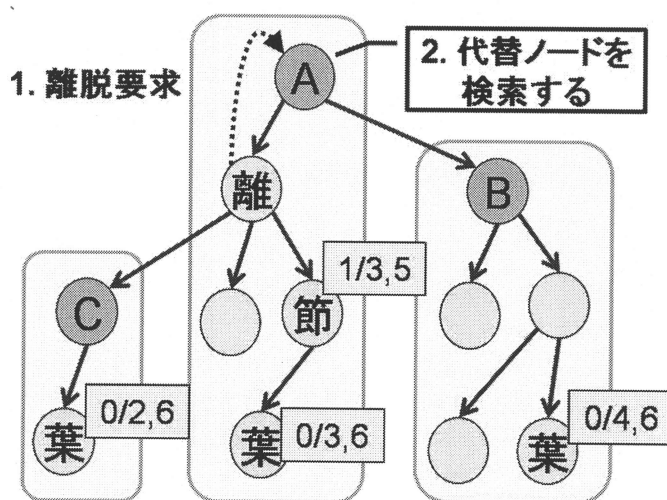 1. 離脱要求
2. 代替ノードを
検索する
A
離
B
1/3,5
C
節
0/2,6
葉
0/3,6
葉
0/4,6
葉